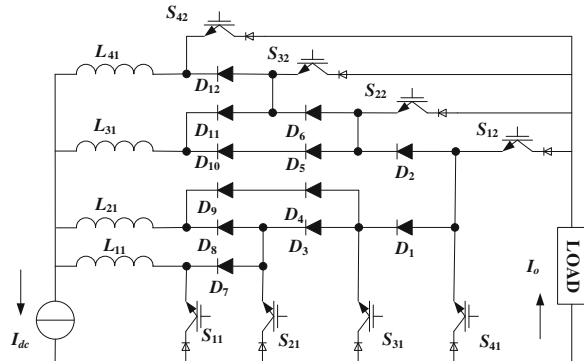 S42
L41
S32
D12
S22
L31
D11
D6
S12
D10
D5
D2
L21
D9
D4
L11
D8
D3
D1
D7
Idc
S11
S21
S31
S41
Io
LOAD